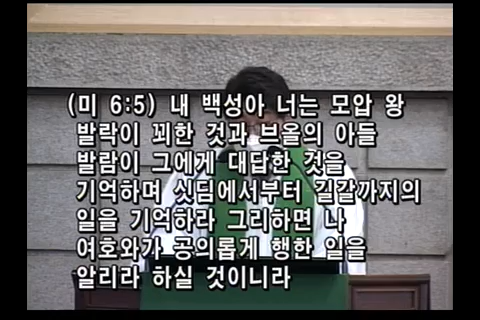 (미 6:5) 내 백성아 너는 모압 왕
발락이 꾀한 것과 브올의 아들
발람이 그에게 대답한 것을
기억하며 싯딤에서부터 길갈까지의
일을 기억하라 그리하면 나
여호와가 공의롭게 행한 일을
알리라 하실 것이니라